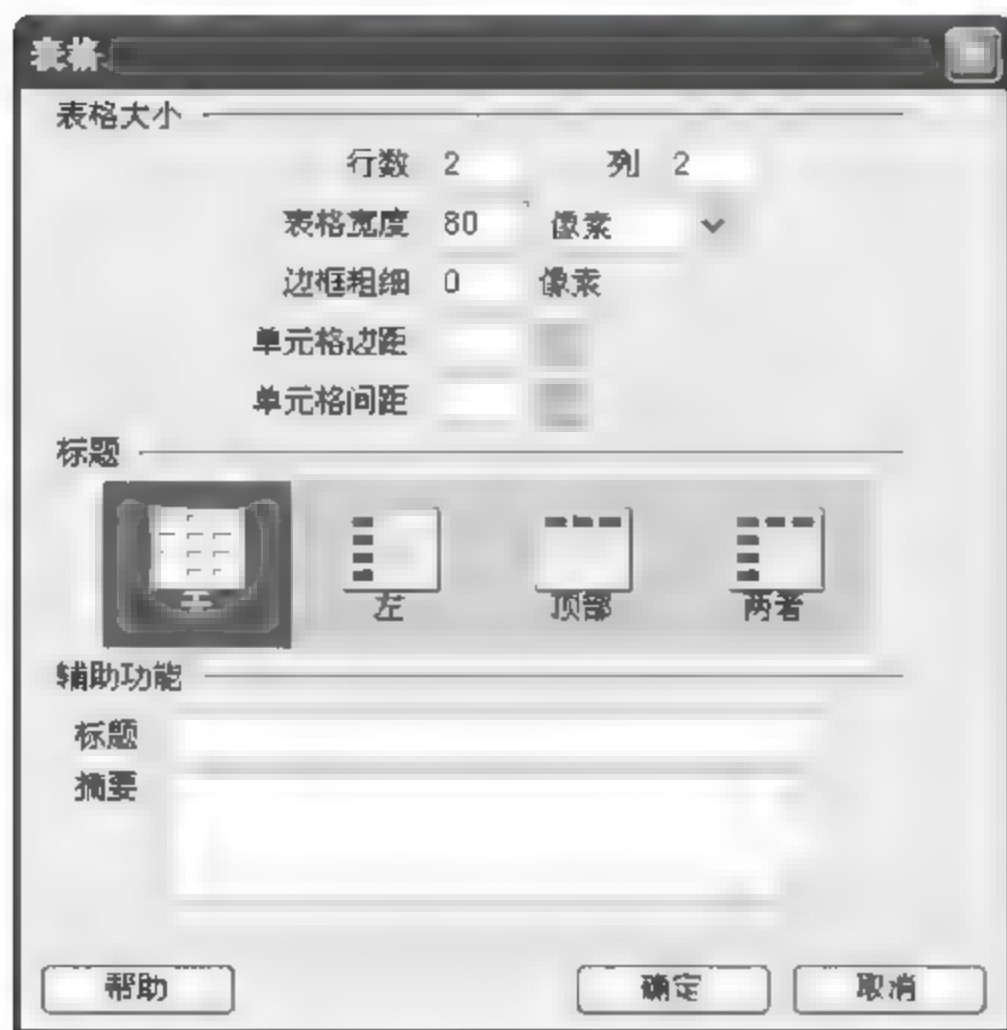 表格
表格大小
行数 2 列 2
表格宽度 80 像素
边框粗细 0 像素
单元格边距
单元格间距
标题
无 左 顶部 两者
辅助功能
标题
摘要
帮助 确定 取消